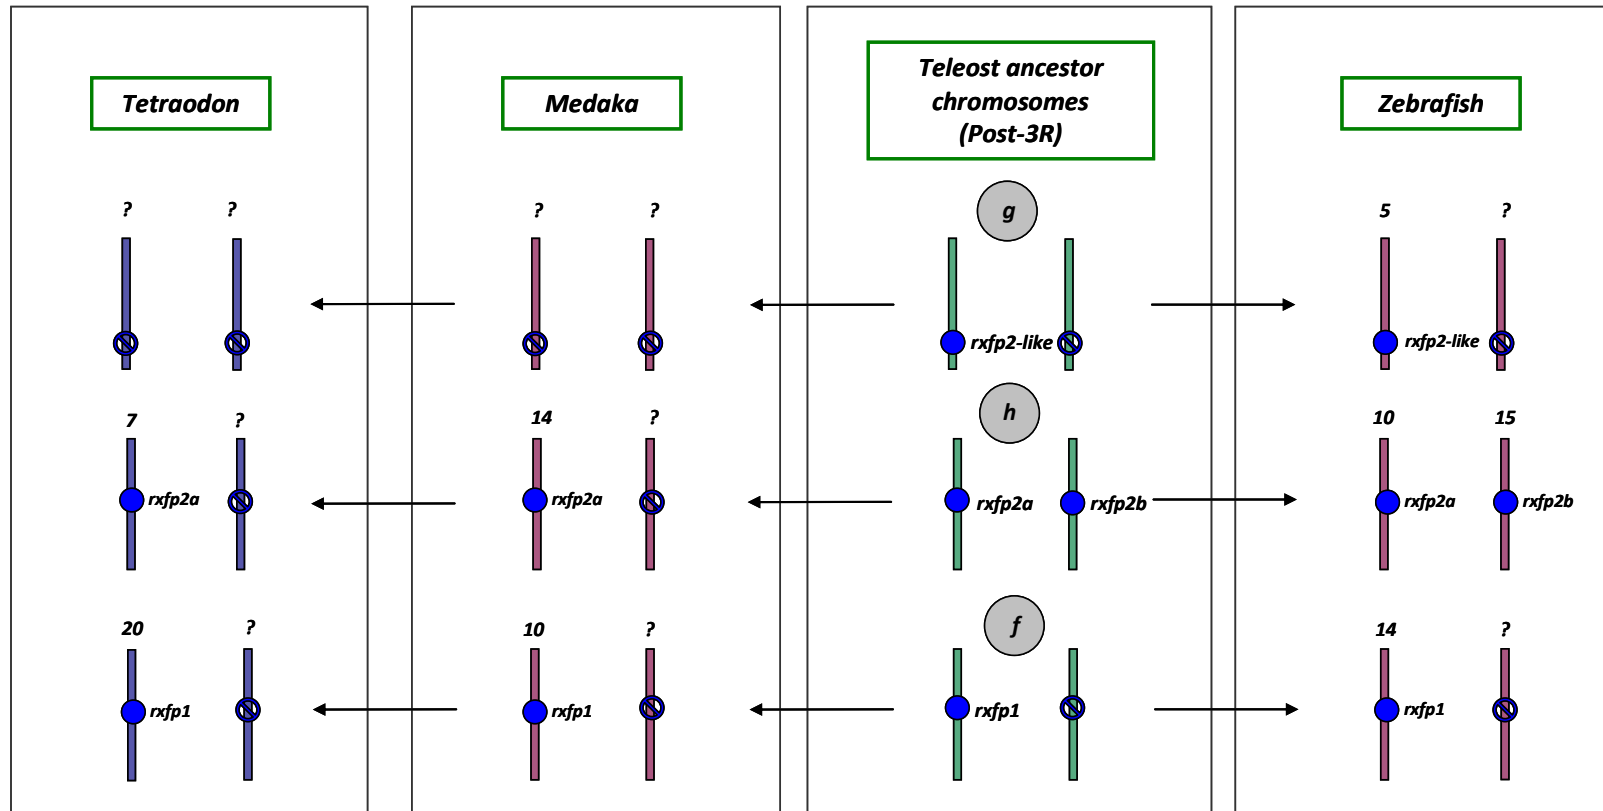 Tetraodon
Medaka
Teleost ancestor
chromosomes
(Post-3R)
Zebrafish
? ? ? ? g 5 ?
rxfp2-like rxfp2-like
7 ? 14 ? h 10 15
rxfp2a rxfp2a rxfp2a rxfp2b rxfp2a rxfp2b
20 ? 10 ? f 14 ?
rxfp1 rxfp1 rxfp1 rxfp1